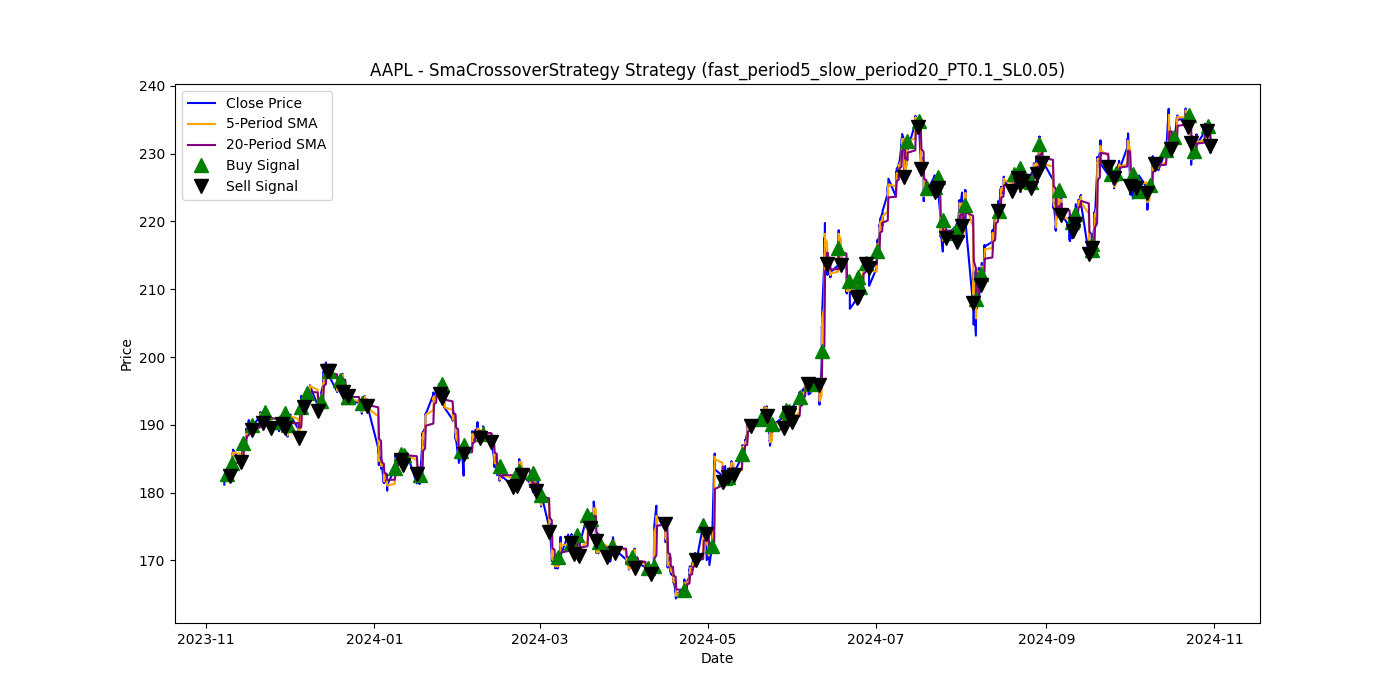 AAPL - SmaCrossoverStrategy Strategy (fast_period5_slow_period20_PT0.1_SL0.05)
Close Price
5-Period SMA
20-Period SMA
Buy Signal
Sell Signal
Price
240
230
220
210
200
190
180
170
2023-11 2024-01 2024-03 2024-05 2024-07 2024-09 2024-11
Date